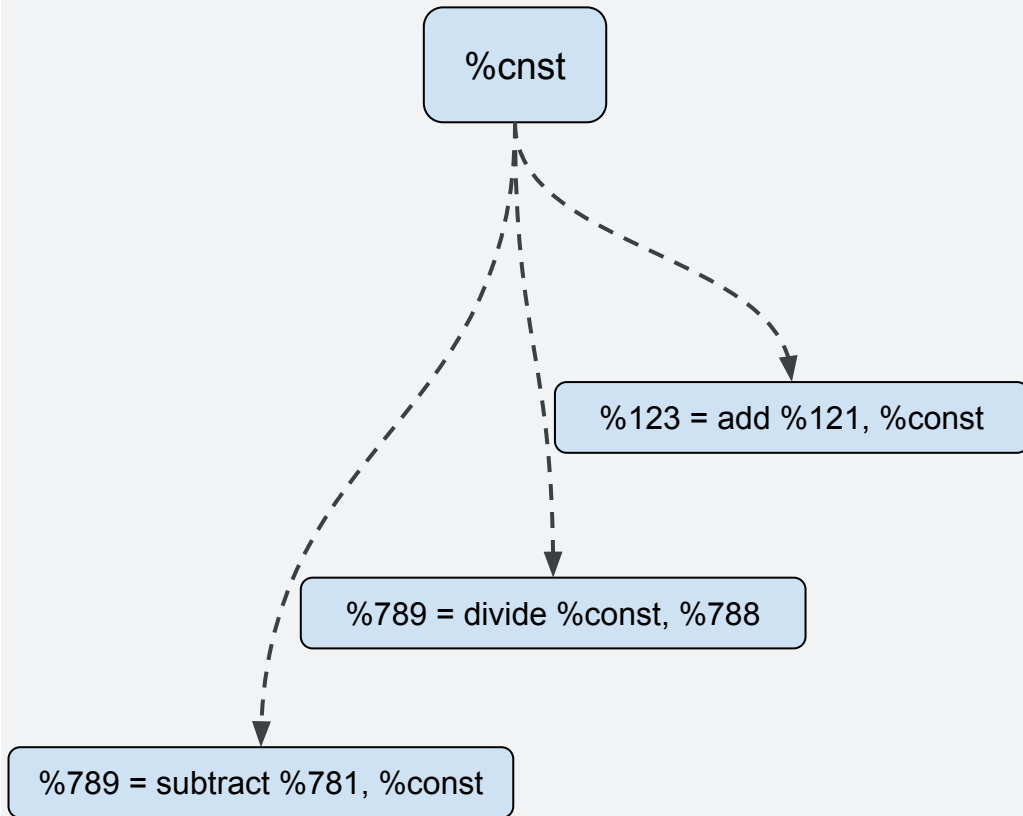 %cnst
%123 = add %121, %const
%789 = divide %const, %788
%789 = subtract %781, %const